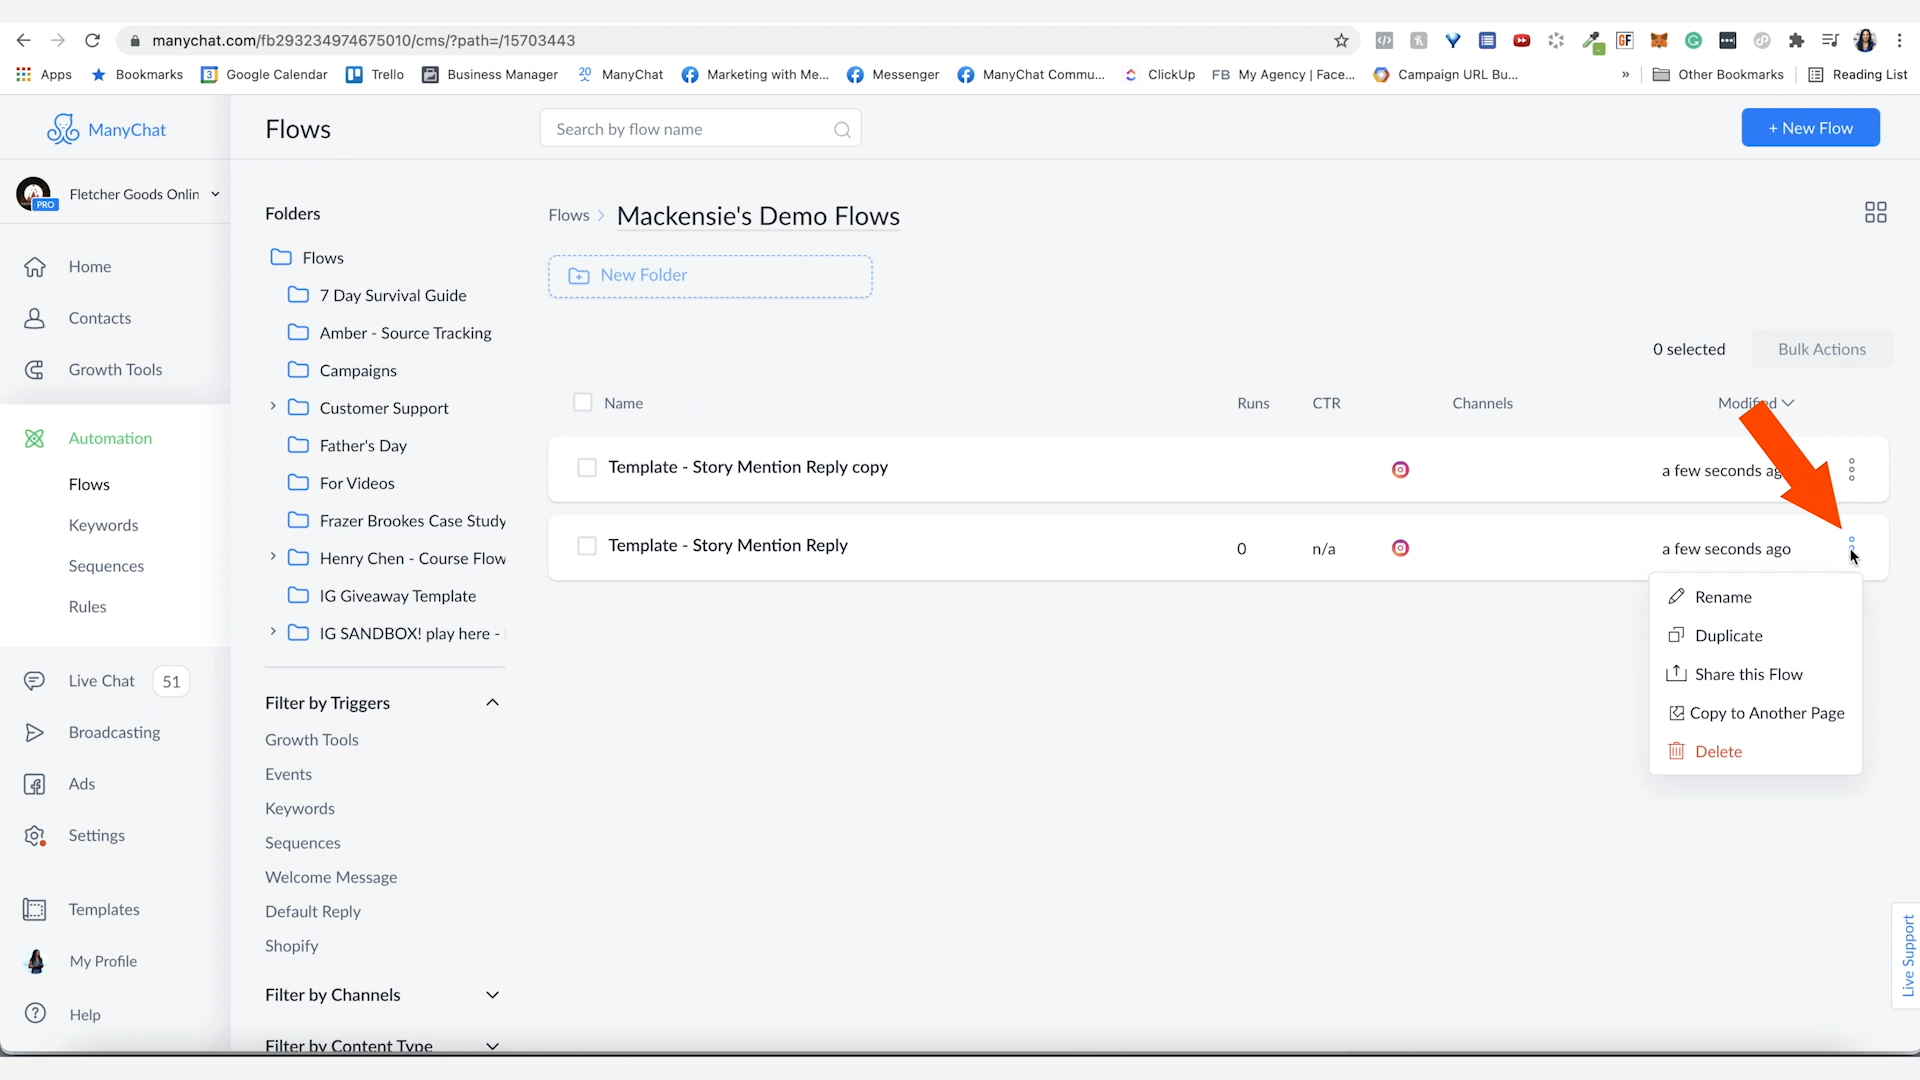 manychat.com/fb293234974675010/cms/?path=/15703443
Apps
Bookmarks
Google Calendar
Trello
Business Manager
ManyChat
Marketing with Me...
Messenger
ManyChat Commu...
ClickUp
FB My Agency | Face...
Campaign URL Bu...
»
Other Bookmarks
Reading List
ManyChat
Flows
Search by flow name
+ New Flow
PRO
Fletcher Goods Onlin
Home
Contacts
Growth Tools
Automation
Flows
Keywords
Sequences
Rules
Live Chat 51
Broadcasting
Ads
Settings
Templates
My Profile
Help
Folders
Flows
7 Day Survival Guide
Amber - Source Tracking
Campaigns
Customer Support
Father's Day
For Videos
Frazer Brookes Case Study
Henry Chen - Course Flow
IG Giveaway Template
IG SANDBOX! play here -
Filter by Triggers
Growth Tools
Events
Keywords
Sequences
Welcome Message
Default Reply
Shopify
Filter by Channels
Filter by Content Type
Flows > Mackensie's Demo Flows
New Folder
0 selected
Bulk Actions
Name Runs CTR Channels Modified
Template - Story Mention Reply copy a few seconds ag
Template - Story Mention Reply 0 n/a a few seconds ago
Rename
Duplicate
Share this Flow
Copy to Another Page
Delete
Live Support